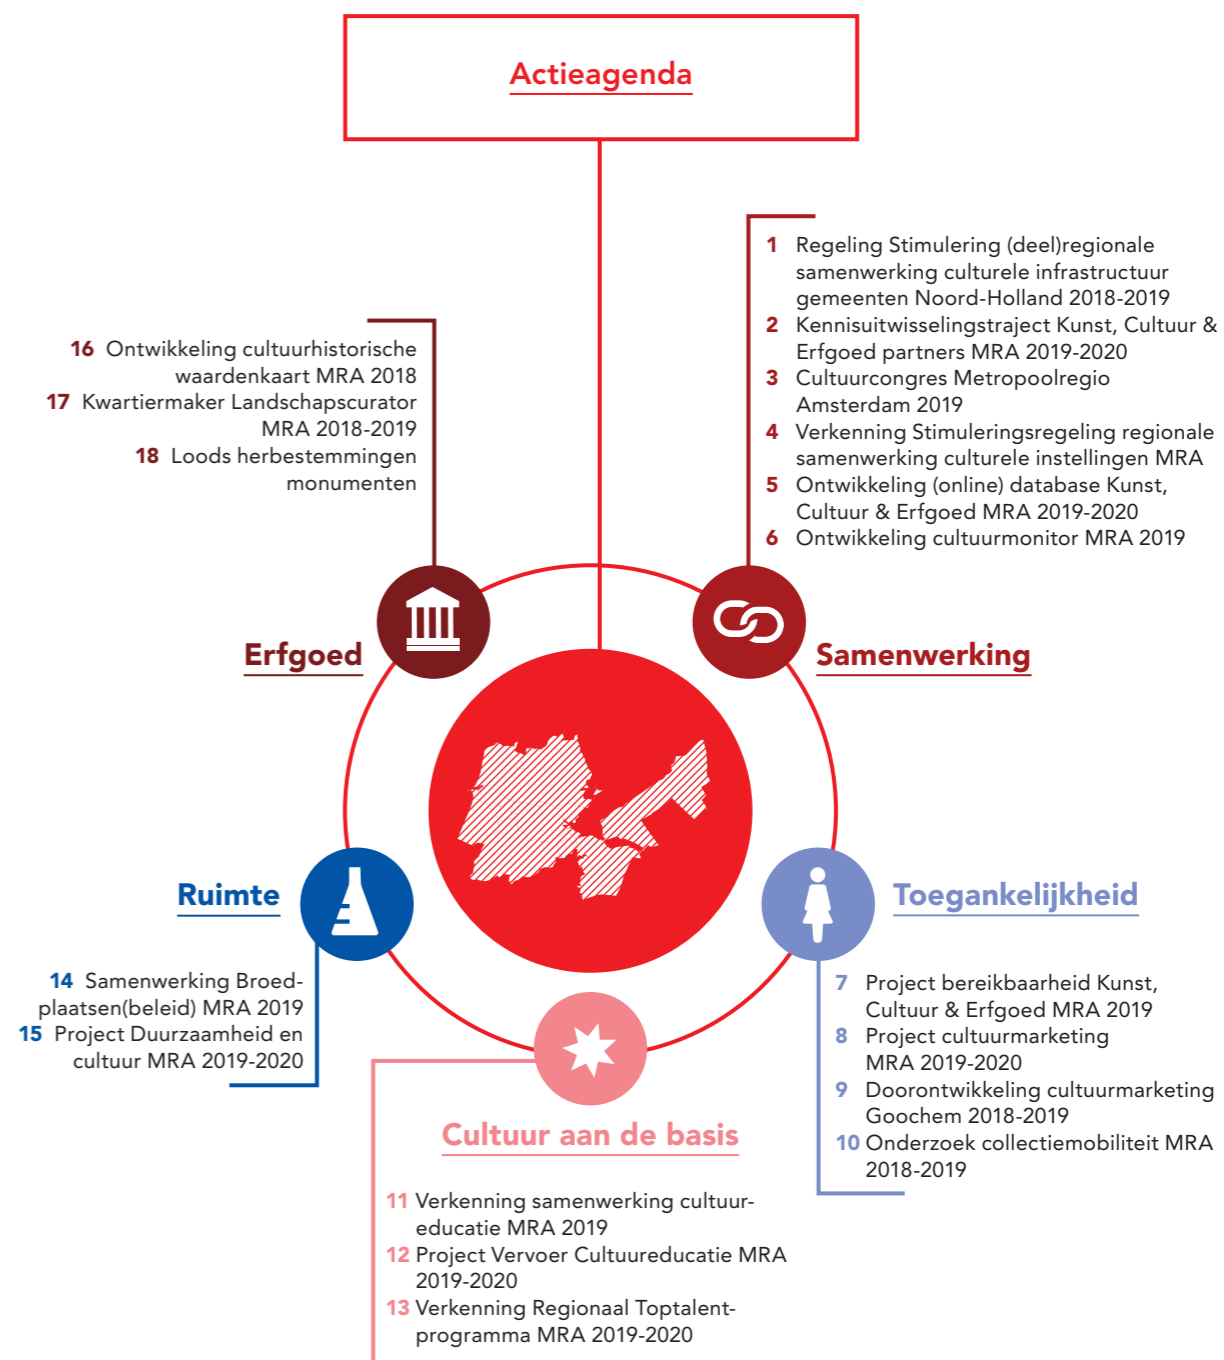 Actieagenda
1 Regeling Stimulering (deel)regionale
samenwerking culturele infrastructuur
gemeenten Noord-Holland 2018-2019
2 Kennisuitwisselingstraject Kunst, Cultuur &
Erfgoed partners MRA 2019-2020
3 Cultuurcongres Metropoolregio
Amsterdam 2019
4 Verkenning Stimuleringsregeling regionale
samenwerking culturele instellingen MRA
5 Ontwikkeling (online) database Kunst,
Cultuur & Erfgoed MRA 2019-2020
6 Ontwikkeling cultuurmonitor MRA 2019
Samenwerking
16 Ontwikkeling cultuurhistorische
waardenkaart MRA 2018
17 Kwartiermaker Landschapscurator
MRA 2018-2019
18 Loods herbestemmingen
monumenten
Erfgoed
Toegankelijkheid
7 Project bereikbaarheid Kunst,
Cultuur & Erfgoed MRA 2019
8 Project cultuurmarketing
MRA 2019-2020
9 Doorontwikkeling cultuurmarketing
Goochem 2018-2019
10 Onderzoek collectiemobiliteit MRA
2018-2019
Ruimte
14 Samenwerking Broed-
plaatsen(beleid) MRA 2019
15 Project Duurzaamheid en
cultuur MRA 2019-2020
Cultuur aan de basis
11 Verkenning samenwerking cultuur-
educatie MRA 2019
12 Project Vervoer Cultuureducatie MRA
2019-2020
13 Verkenning Regionaal Toptalent-
programma MRA 2019-2020